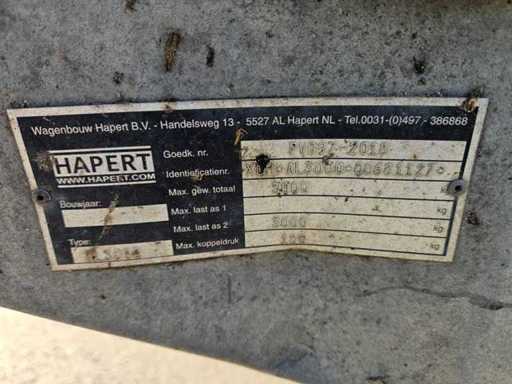 Wagenbouw Hapert B.V. - Handelsweg 13 - 5527 AL Hapert NL - Tel.0031-(0)497 - 386868
HAPERT
WWW.HAPERT.COM
Bouwjaar:
Type:
Goedk. nr.
Identificatienr.
Max. gew. totaal kg
Max. last as 1 kg
Max. last as 2 3000 kg
Max. koppeldruk kg